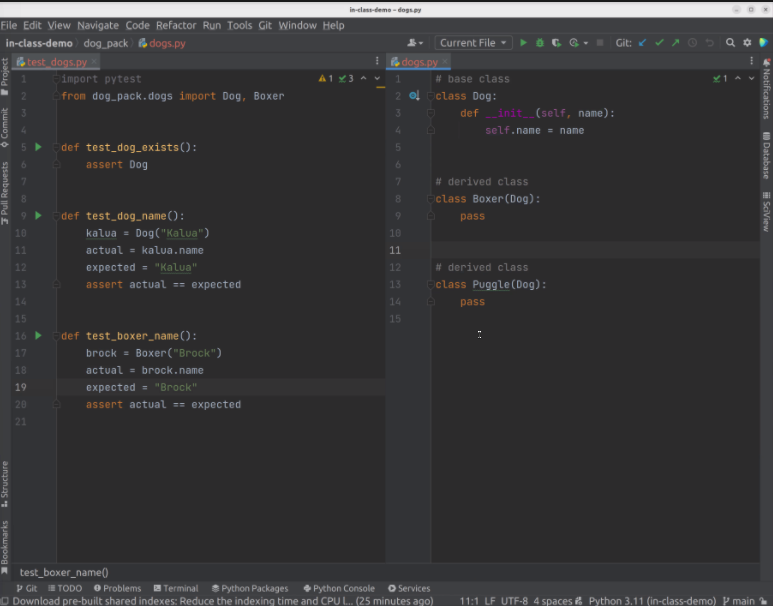 in-class-demo – dogs.py
File Edit View Navigate Code Refactor Run Tools Git Window Help
in-class-demo dog_pack dogs.py Current File Git:
test_dogs.py
1 import pytest 1 3
2 from dog_pack.dogs import Dog, Boxer
3
4
5 def test_dog_exists():
6 assert Dog
7
8
9 def test_dog_name():
10 kalua = Dog("Kalua")
11 actual = kalua.name
12 expected = "Kalua"
13 assert actual == expected
14
15
16 def test_boxer_name():
17 brock = Boxer("Brock")
18 actual = brock.name
19 expected = "Brock"
20 assert actual == expected
21
dogs.py
1 # base class 1
2 class Dog:
3 def __init__(self, name):
4 self.name = name
5
6
7 # derived class
8 class Boxer(Dog):
9 pass
10
11
12 # derived class
13 class Puggle(Dog):
14 pass
15
Project
Commit
Pull Requests
Structure
Bookmarks
Notifications
Database
SciView
test_boxer_name()
Git TODO Problems Terminal Python Packages Python Console Services
Download pre-built shared indexes: Reduce the indexing time and CPU l... (25 minutes ago) 11:1 LF UTF-8 4 spaces Python 3.11 (in-class-demo) main